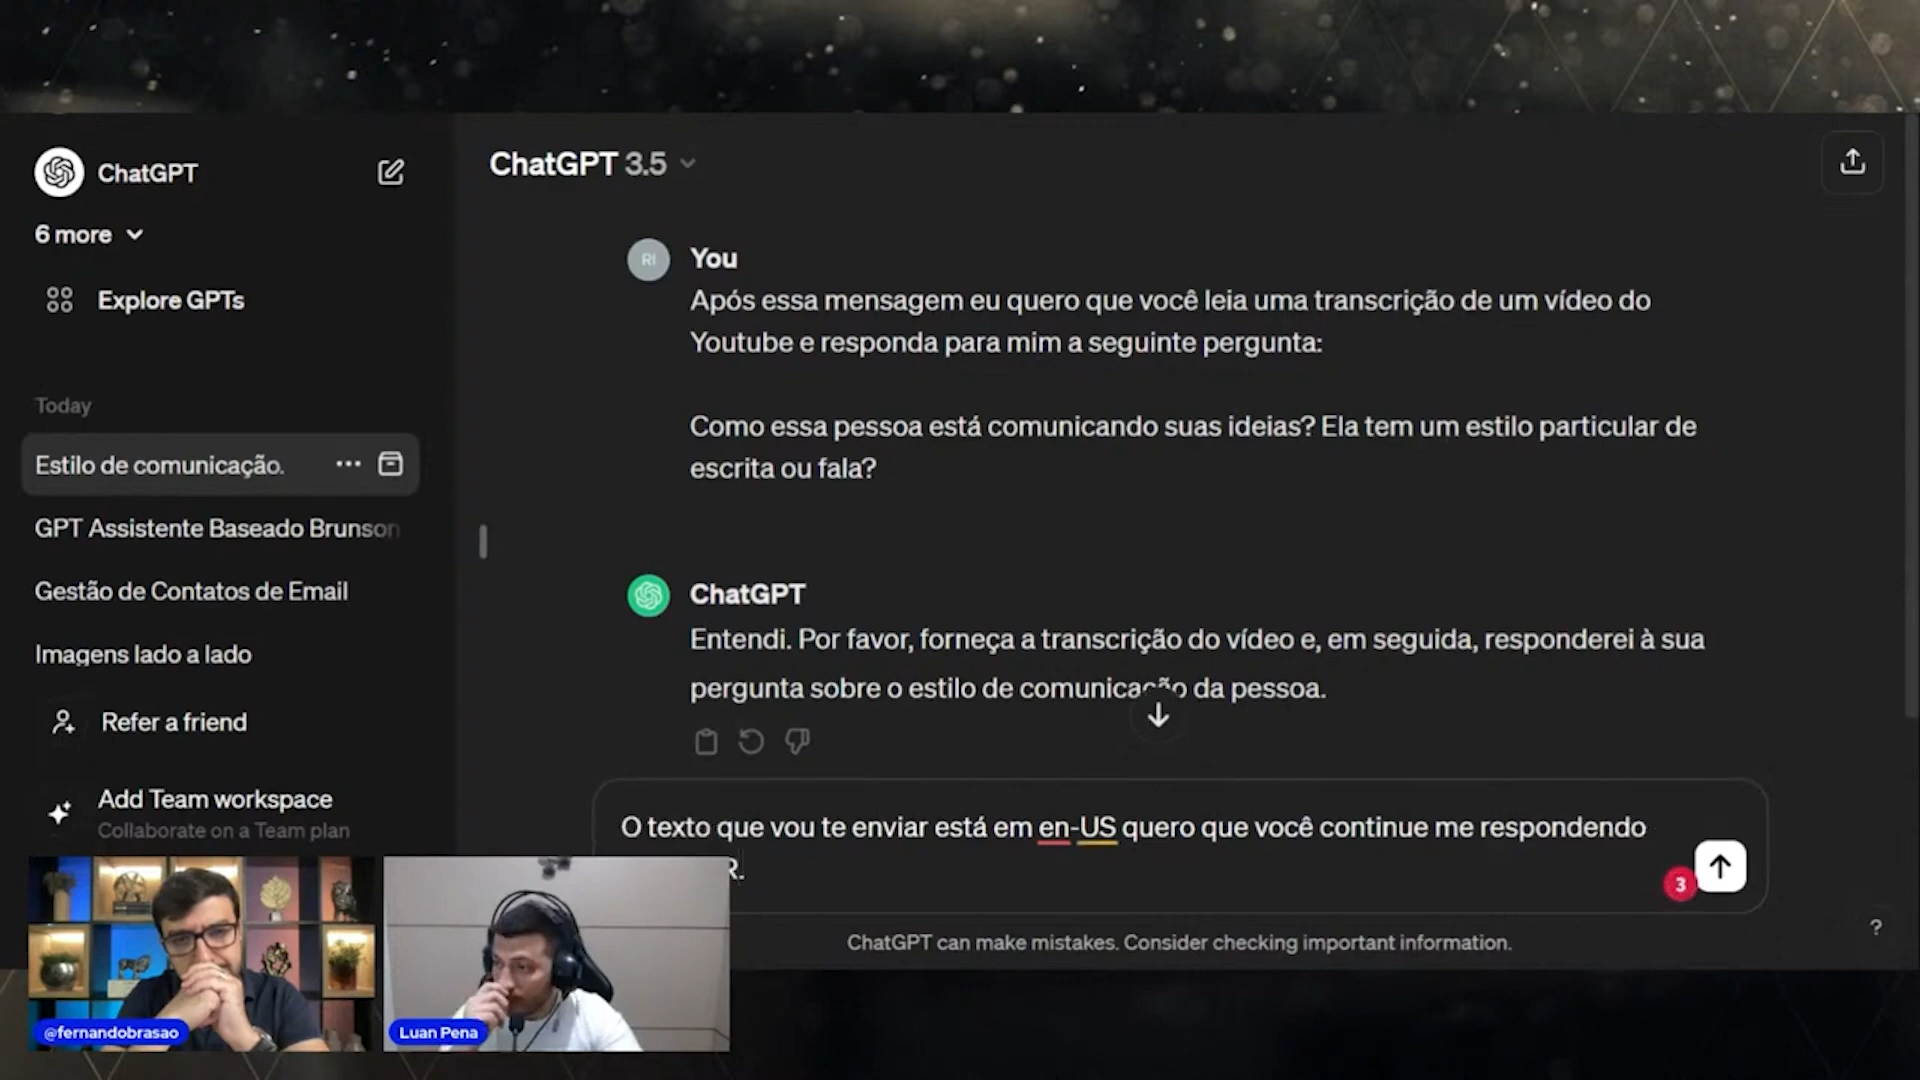 ChatGPT
6 more
Explore GPTs
Today
Estilo de comunicação.
GPT Assistente Baseado Brunson
Gestão de Contatos de Email
Imagens lado a lado
Refer a friend
Add Team workspace
Collaborate on a Team plan
ChatGPT 3.5
RI
You
Após essa mensagem eu quero que você leia uma transcrição de um vídeo do
Youtube e responda para mim a seguinte pergunta:
Como essa pessoa está comunicando suas ideias? Ela tem um estilo particular de
escrita ou fala?
ChatGPT
Entendi. Por favor, forneça a transcrição do vídeo e, em seguida, responderei à sua
pergunta sobre o estilo de comunicação da pessoa.
O texto que vou te enviar está em en-US quero que você continue me respondendo
R.
3
ChatGPT can make mistakes. Consider checking important information.
?
@fernandobrasao
Luan Pena